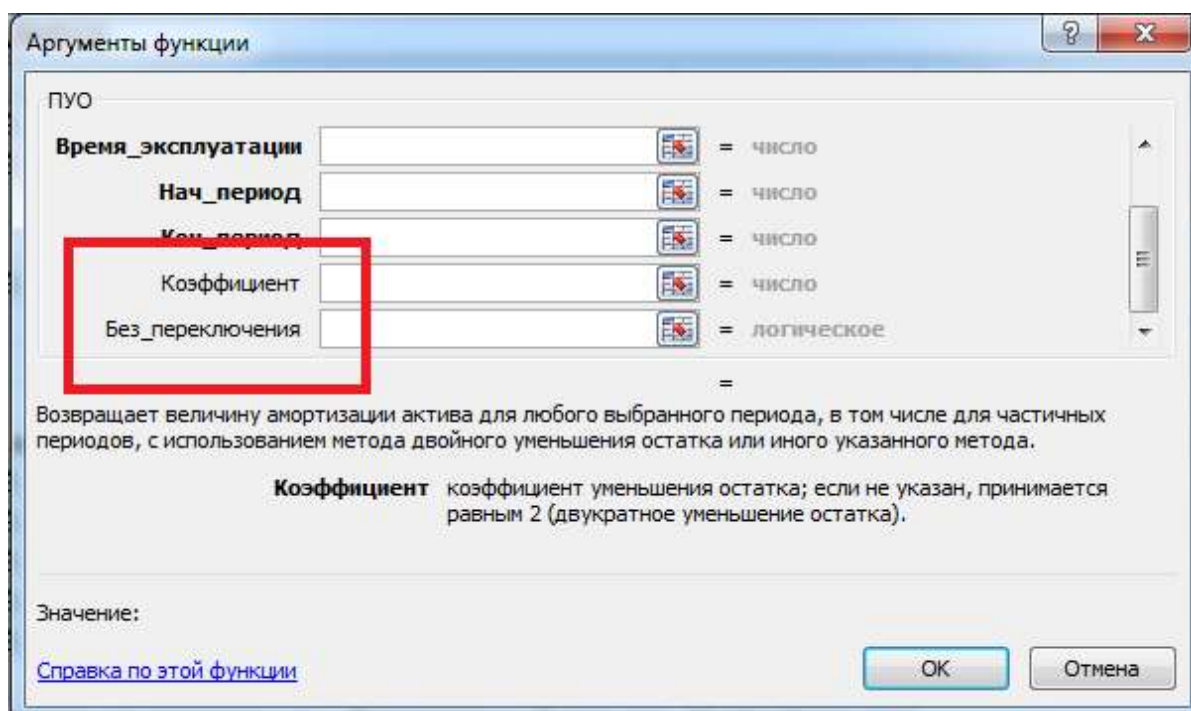 Аргументы функции
ПУО
Время_эксплуатации = число
Нач_период = число
Кон_период = число
Коэффициент = число
Без_переключения = логическое
=
Возвращает величину амортизации актива для любого выбранного периода, в том числе для частичных
периодов, с использованием метода двойного уменьшения остатка или иного указанного метода.
Коэффициент коэффициент уменьшения остатка; если не указан, принимается
равным 2 (двукратное уменьшение остатка).
Значение:
Справка по этой функции
ОК
Отмена